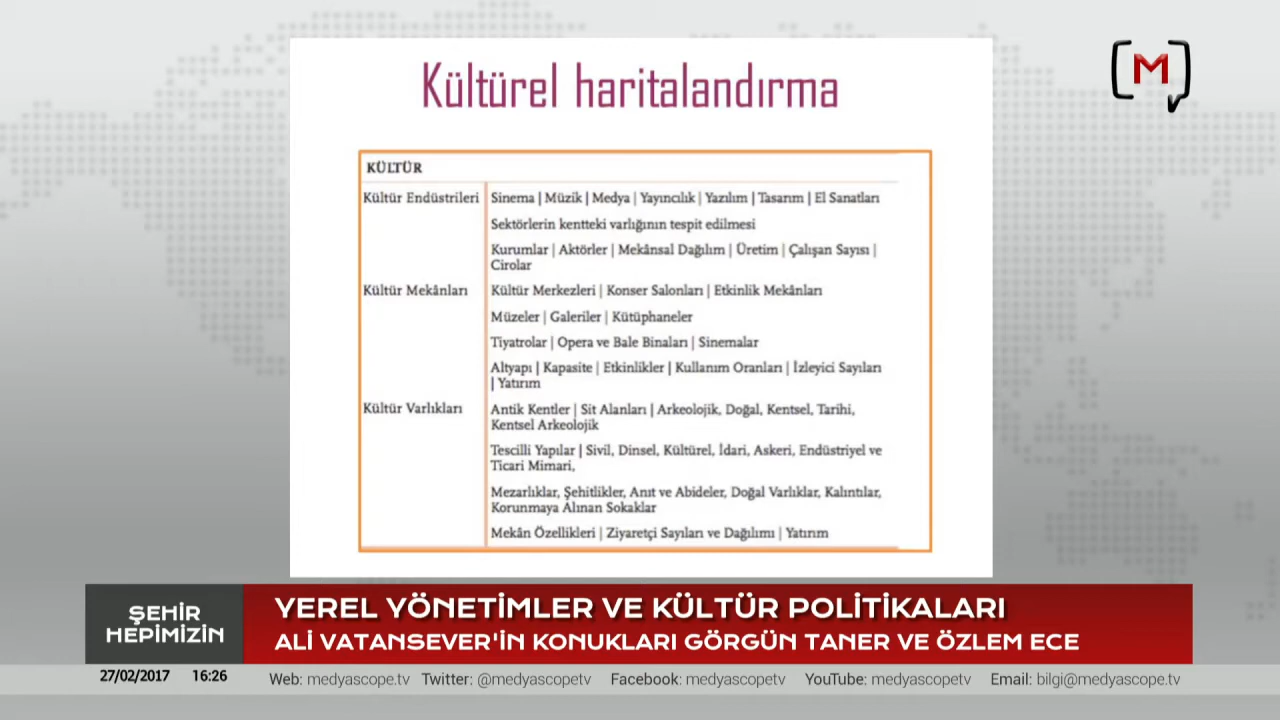 Kültürel haritalandırma
M
KÜLTÜR
Kültür Endüstrileri
Sinema | Müzik | Medya | Yayıncılık | Yazılım | Tasarım | El Sanatları
Sektörlerin kentteki varlığının tespit edilmesi
Kurumlar | Aktörler | Mekânsal Dağılım | Üretim | Çalışan Sayısı |
Cirolar
Kültür Mekânları
Kültür Merkezleri | Konser Salonları | Etkinlik Mekânları
Müzeler | Galeriler | Kütüphaneler
Tiyatrolar | Opera ve Bale Binaları | Sinemalar
Altyapı | Kapasite | Etkinlikler | Kullanım Oranları | İzleyici Sayıları
| Yatırım
Kültür Varlıkları
Antik Kentler | Sit Alanları | Arkeolojik, Doğal, Kentsel, Tarihi,
Kentsel Arkeolojik
Tescilli Yapılar | Sivil, Dinsel, Kültürel, İdari, Askeri, Endüstriyel ve
Ticari Mimari,
Mezarlıklar, Şehitlikler, Anıt ve Abideler, Doğal Varlıklar, Kalıntılar,
Korunmaya Alınan Sokaklar
Mekân Özellikleri | Ziyaretçi Sayıları ve Dağılımı | Yatırım
ŞEHİR
HEPİMİZİN
YEREL YÖNETİMLER VE KÜLTÜR POLİTİKALARI
ALİ VATANSEVER'İN KONUKLARI GÖRGÜN TANER VE ÖZLEM ECE
27/02/2017 16:26 Web: medyascope.tv Twitter: @medyascopetv Facebook: medyascopetv YouTube: medyascopetv Email: bilgi@medyascope.tv